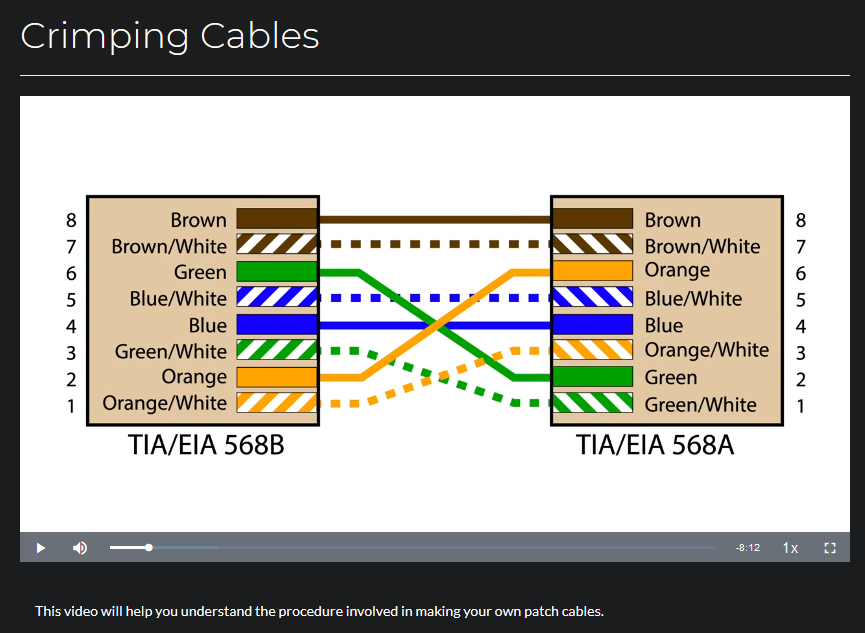 Crimping Cables
8 Brown Brown 8
7 Brown/White Brown/White 7
6 Green Orange 6
5 Blue/White Blue/White 5
4 Blue Blue 4
3 Green/White Orange/White 3
2 Orange Green 2
1 Orange/White Green/White 1
TIA/EIA 568B TIA/EIA 568A
-8:12 1x
This video will help you understand the procedure involved in making your own patch cables.